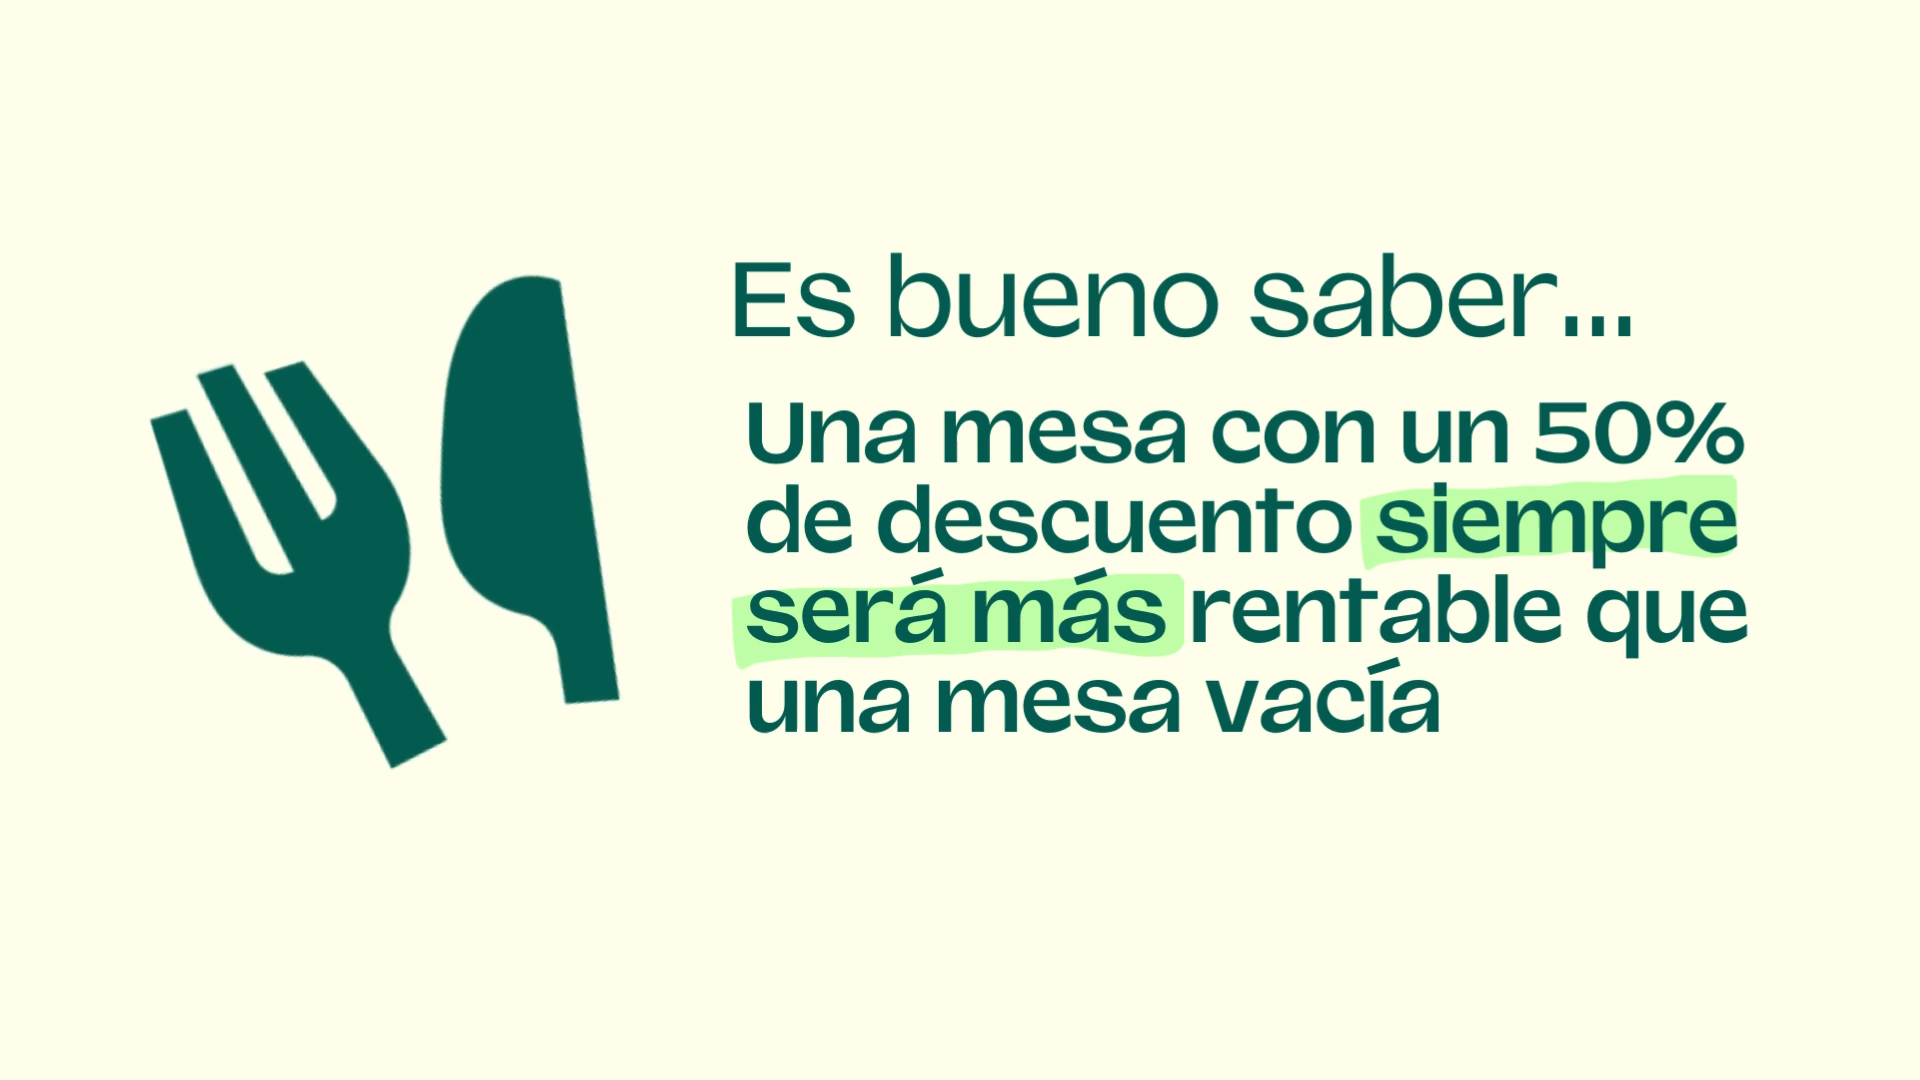 Es bueno saber...
Una mesa con un 50%
de descuento siempre
será más rentable que
una mesa vacía